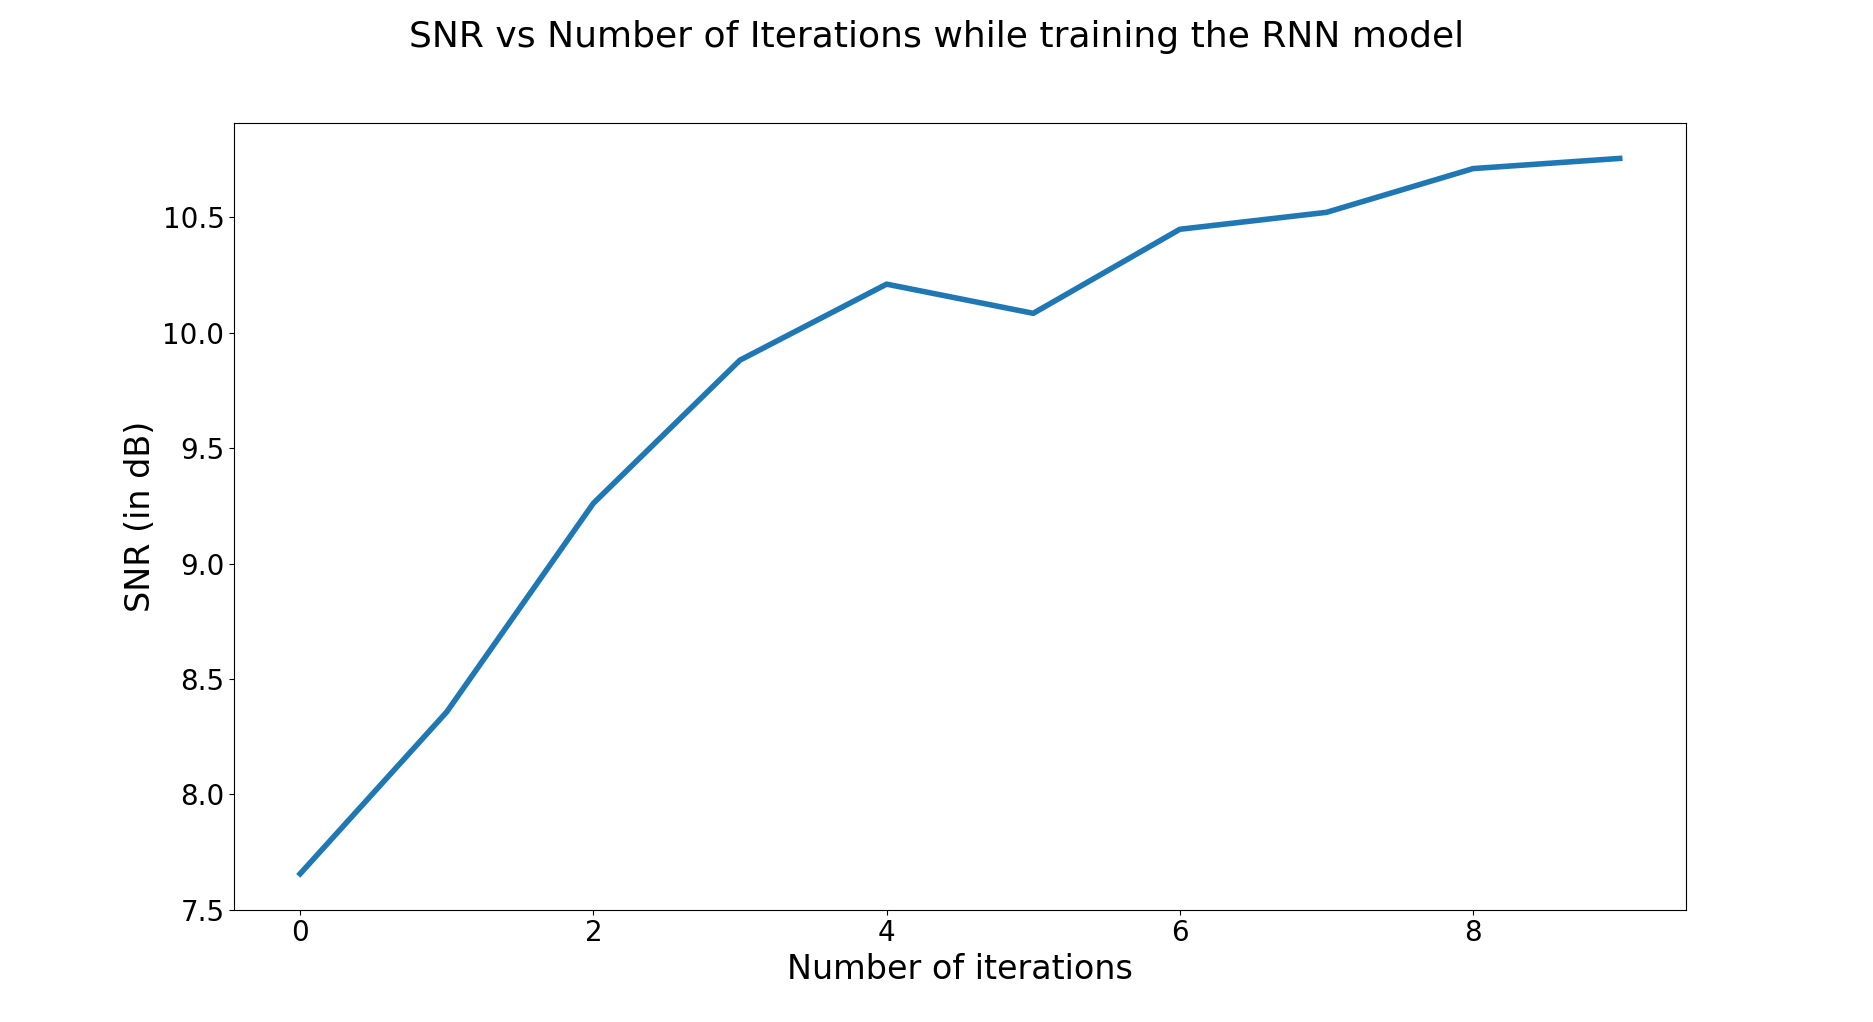 SNR vs Number of Iterations while training the RNN model
10.5
10.0
9.5
9.0
8.5
8.0
7.5
SNR (in dB)
0 2 4 6 8
Number of iterations